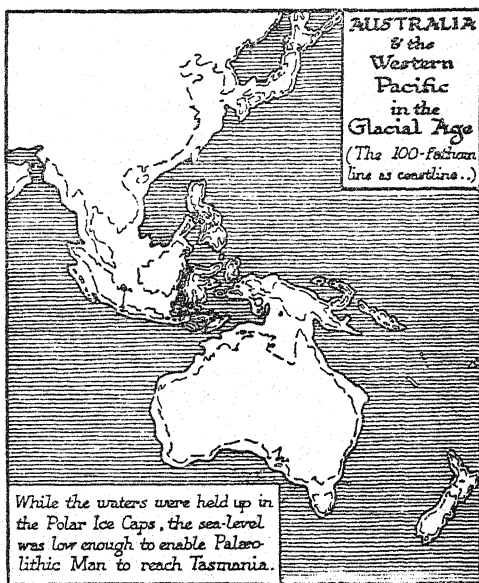 AUSTRALIA
& the
Western
Pacific
in the
Glacial Age
(The 100-fathom
line as coastline..)
While the waters were held up in
the Polar Ice Caps, the sea-level
was low enough to enable Palæo-
lithic Man to reach Tasmania..